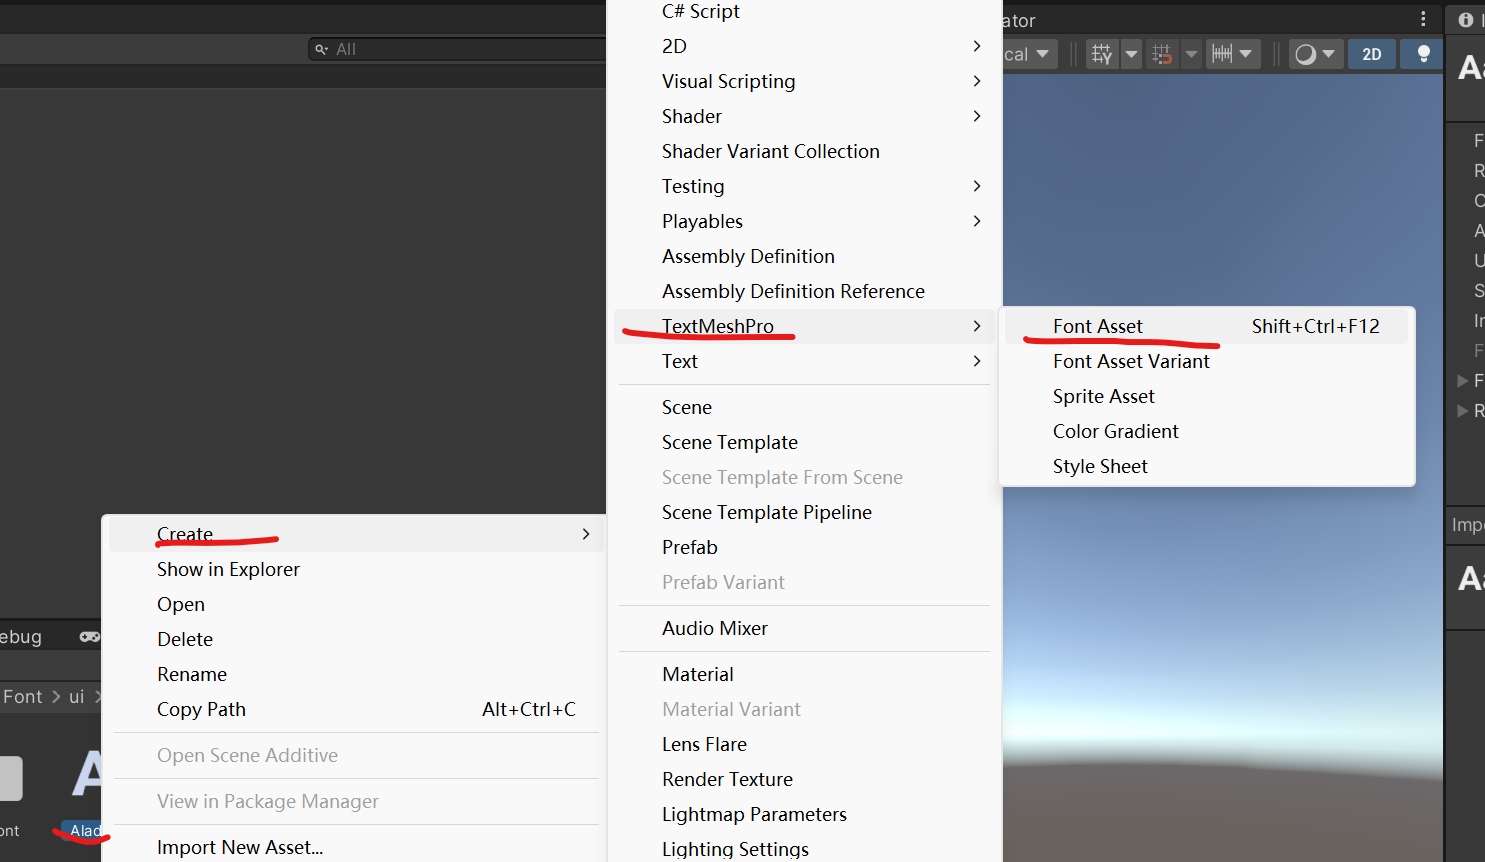 All
ebug
Font
ui
ont
Alad
Create
Show in Explorer
Open
Delete
Rename
Copy Path Alt+Ctrl+C
Open Scene Additive
View in Package Manager
Import New Asset...
C# Script
2D
Visual Scripting
Shader
Shader Variant Collection
Testing
Playables
Assembly Definition
Assembly Definition Reference
TextMeshPro
Text
Scene
Scene Template
Scene Template From Scene
Scene Template Pipeline
Prefab
Prefab Variant
Audio Mixer
Material
Material Variant
Lens Flare
Render Texture
Lightmap Parameters
Lighting Settings
ator
cal
2D
Font Asset Shift+Ctrl+F12
Font Asset Variant
Sprite Asset
Color Gradient
Style Sheet
Aa
F
R
C
A
U
S
In
F
F
R
Impo
Aa